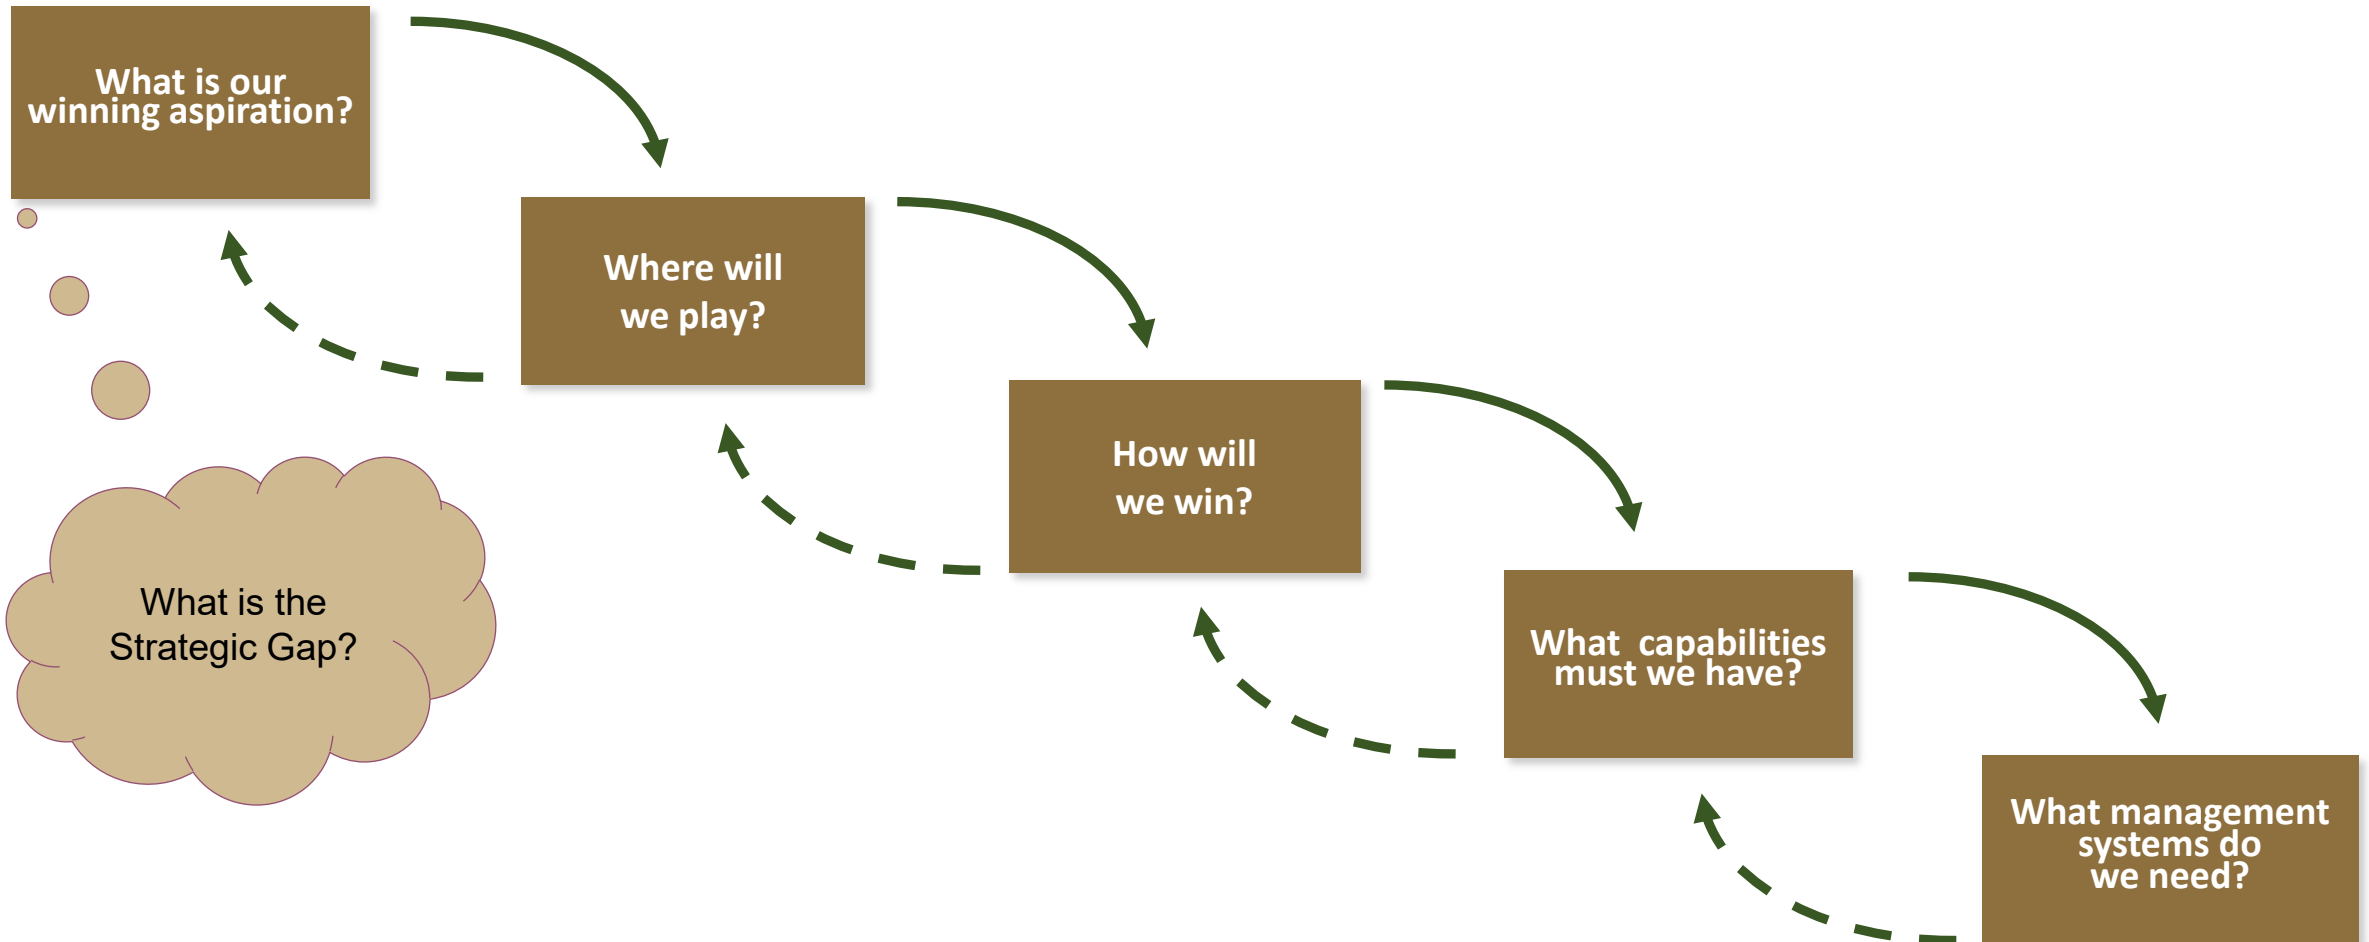 What is our
winning aspiration?
Where will
we play?
How will
we win?
What is the
Strategic Gap?
What  capabilities
must we have?
What management
systems do
we need?